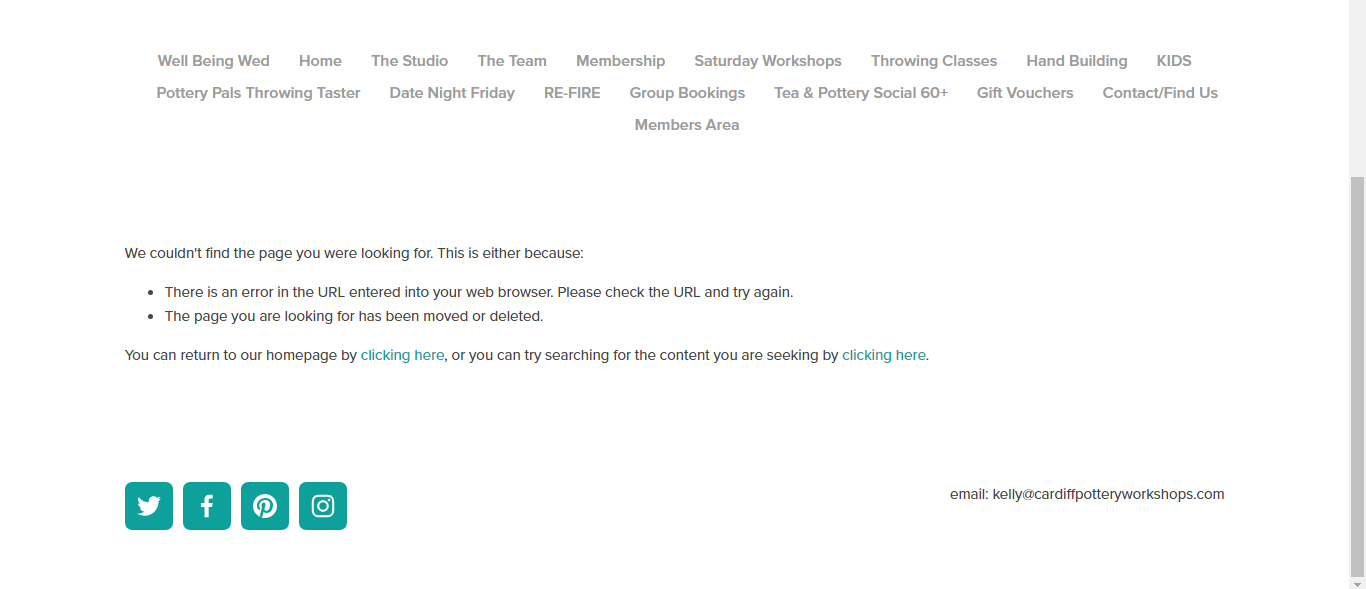 Well Being Wed Home The Studio The Team Membership Saturday Workshops Throwing Classes Hand Building KIDS
Pottery Pals Throwing Taster Date Night Friday RE-FIRE Group Bookings Tea & Pottery Social 60+ Gift Vouchers Contact/Find Us
Members Area
We couldn't find the page you were looking for. This is either because:
There is an error in the URL entered into your web browser. Please check the URL and try again.
The page you are looking for has been moved or deleted.
You can return to our homepage by clicking here, or you can try searching for the content you are seeking by clicking here.
email: kelly@cardiffpotteryworkshops.com